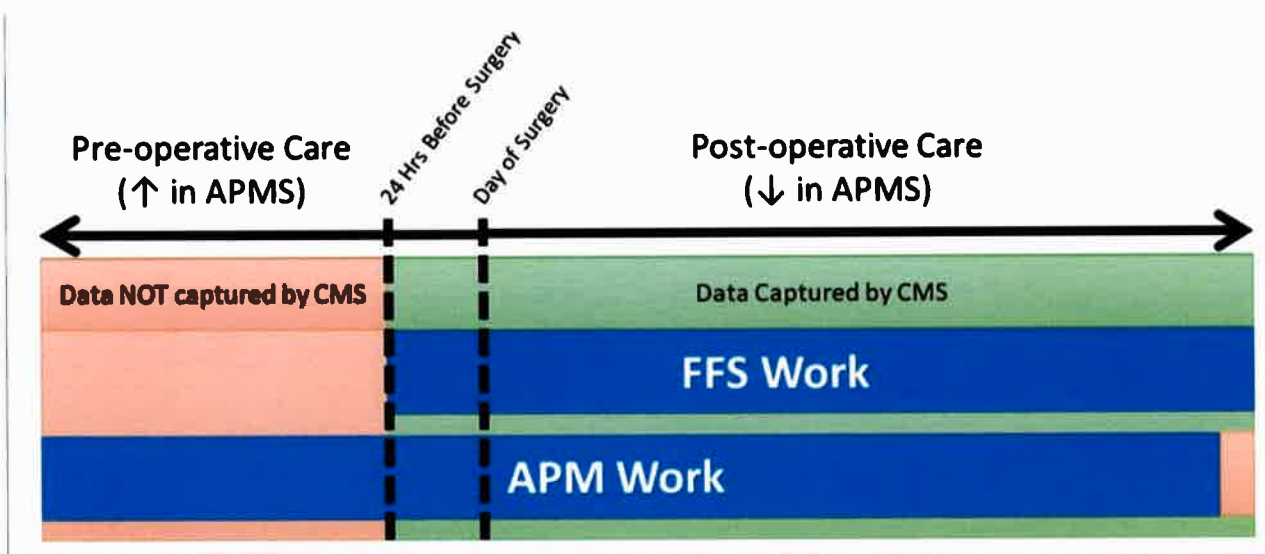 24 Hrs Before Surgery
Day of Surgery
Pre-operative Care
(↑ in APMS)
Post-operative Care
(↓ in APMS)
Data NOT captured by CMS
Data Captured by CMS
FFS Work
APM Work